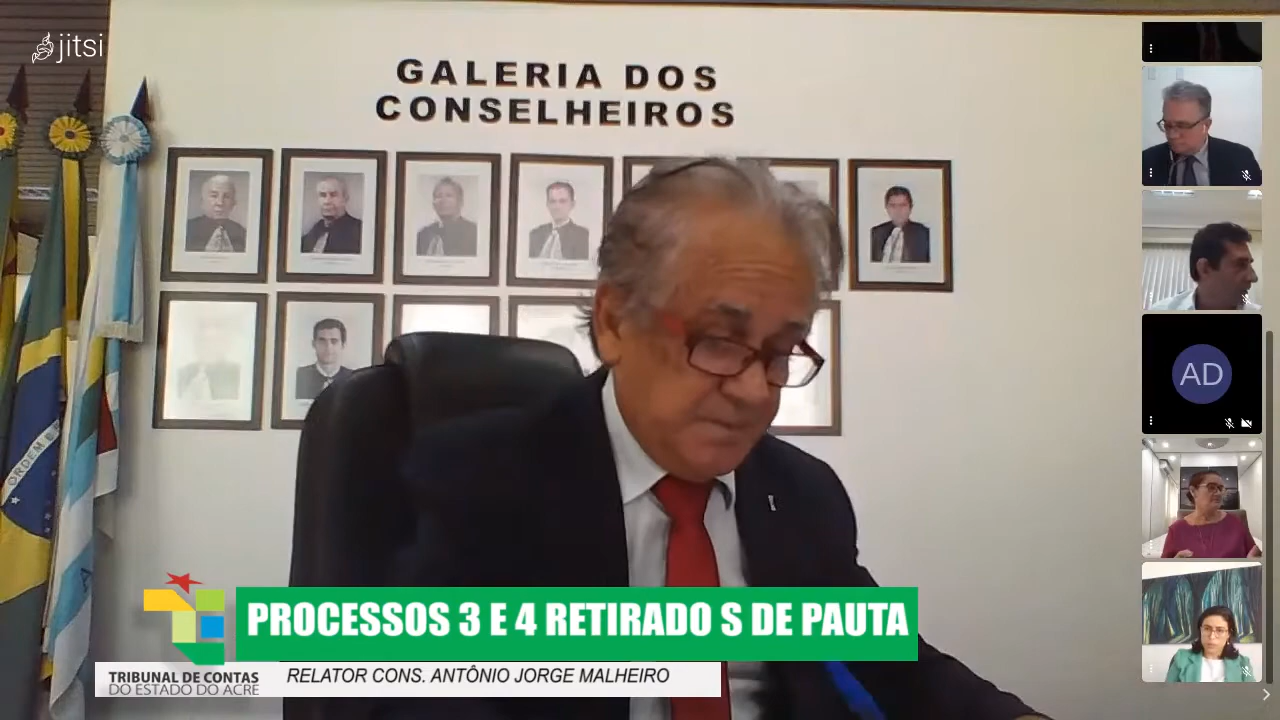 jitsi
GALERIA DOS
CONSELHEIROS
ORDEM E
AD
PROCESSOS 3 E 4 RETIRADO S DE PAUTA
RELATOR CONS. ANTÔNIO JORGE MALHEIRO
TRIBUNAL DE CONTAS
DO ESTADO DO ACRE